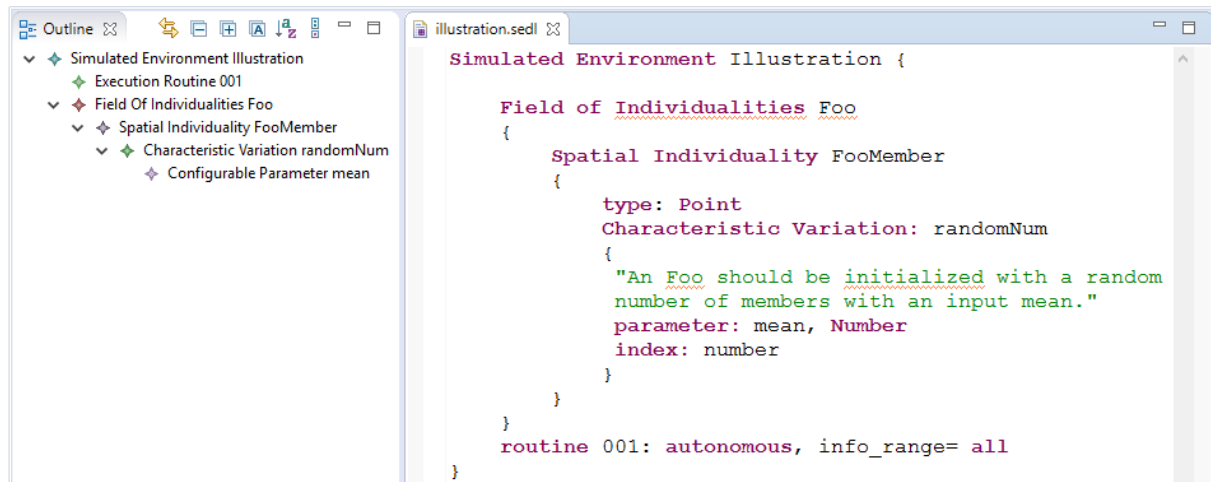 Outline
Simulated Environment Illustration
Execution Routine 001
Field Of Individualities Foo
Spatial Individuality FooMember
Characteristic Variation randomNum
Configurable Parameter mean
illustration.sedl
Simulated Environment Illustration {
Field of Individualities Foo
{
Spatial Individuality FooMember
{
type: Point
Characteristic Variation: randomNum
{
"An Foo should be initialized with a random
number of members with an input mean."
parameter: mean, Number
index: number
}
}
}
routine 001: autonomous, info_range= all
}